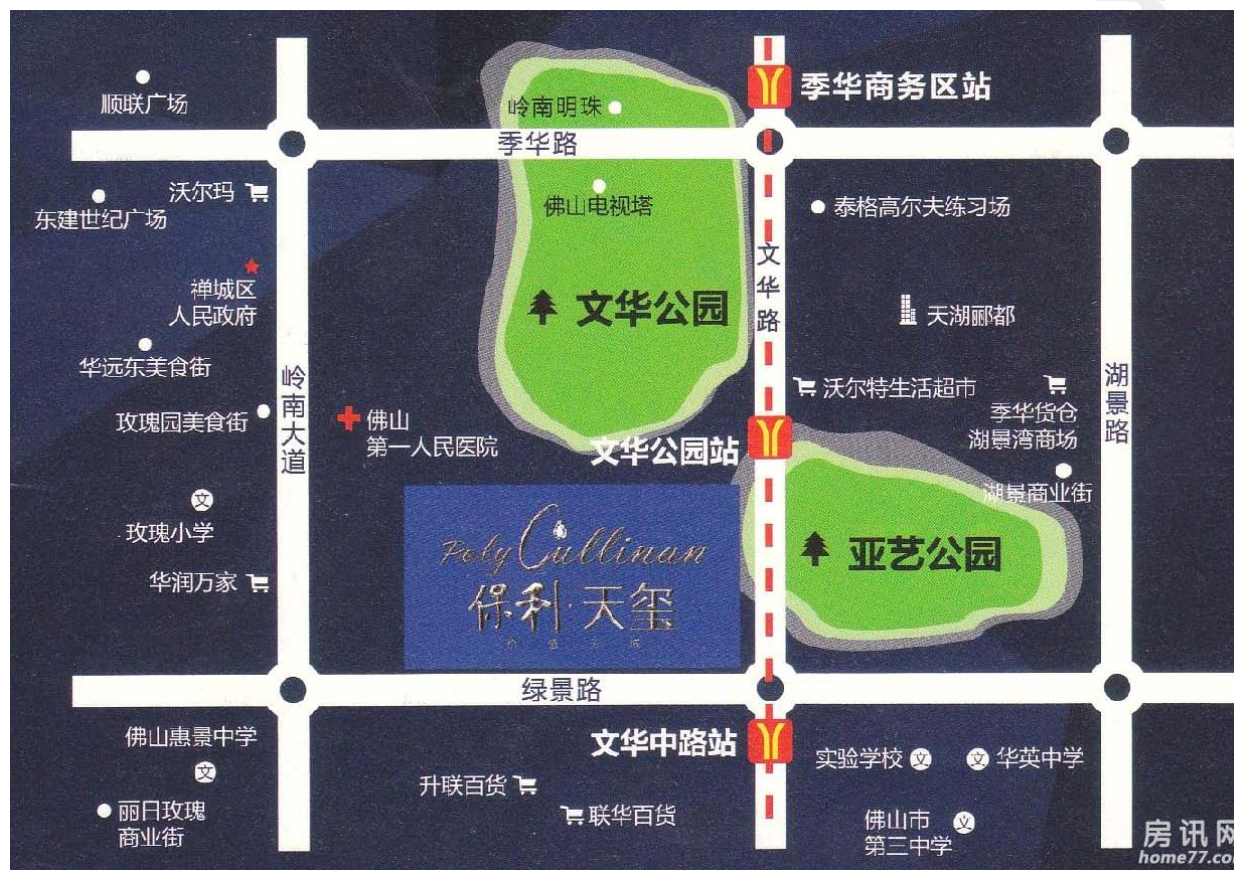 季华商务区站
顺联广场
岭南明珠
季华路
沃尔玛
东建世纪广场
佛山电视塔
泰格高尔夫练习场
文华路
禅城区
人民政府
文华公园
天湖郦都
华远东美食街
岭南大道
湖景路
沃尔特生活超市
玫瑰园美食街
佛山
第一人民医院
季华货仓
湖景湾商场
文华公园站
湖景商业街
文
玫瑰小学
Poly Cullinan
保利·天玺
亚艺公园
华润万家
绿景路
佛山惠景中学
文
文华中路站
实验学校 文
文 华英中学
升联百货
联华百货
丽日玫瑰
商业街
佛山市
第三中学
文
房讯网
home77.com